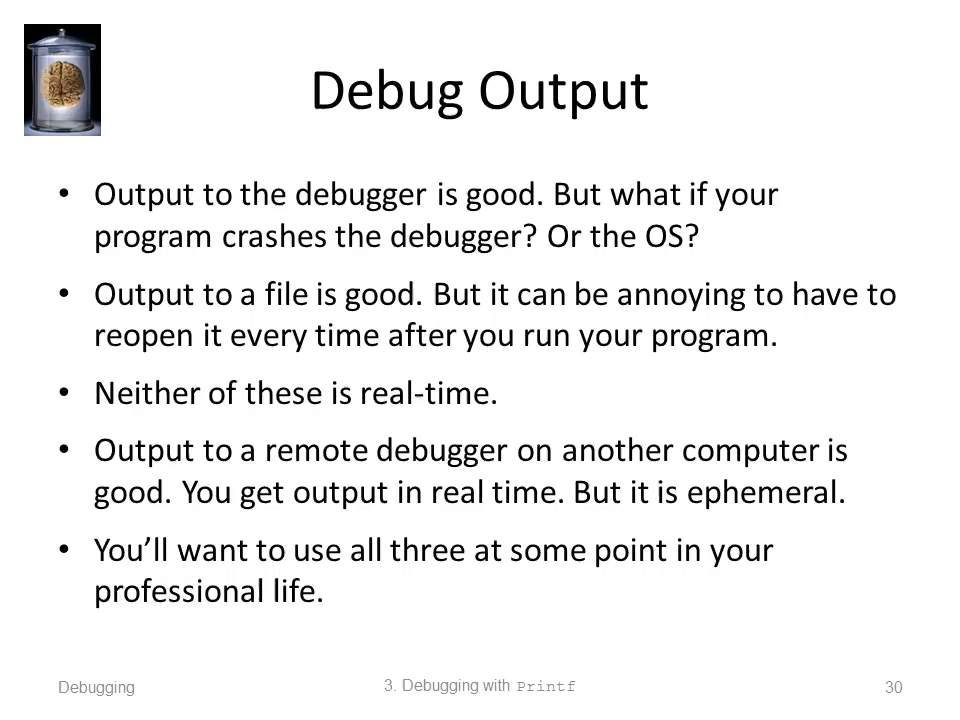 Debug Output
• Output to the debugger is good. But what if your
program crashes the debugger? Or the OS?
• Output to a file is good. But it can be annoying to have to
reopen it every time after you run your program.
• Neither of these is real-time.
• Output to a remote debugger on another computer is
good. You get output in real time. But it is ephemeral.
• You’ll want to use all three at some point in your
professional life.
Debugging
3. Debugging with Printf
30